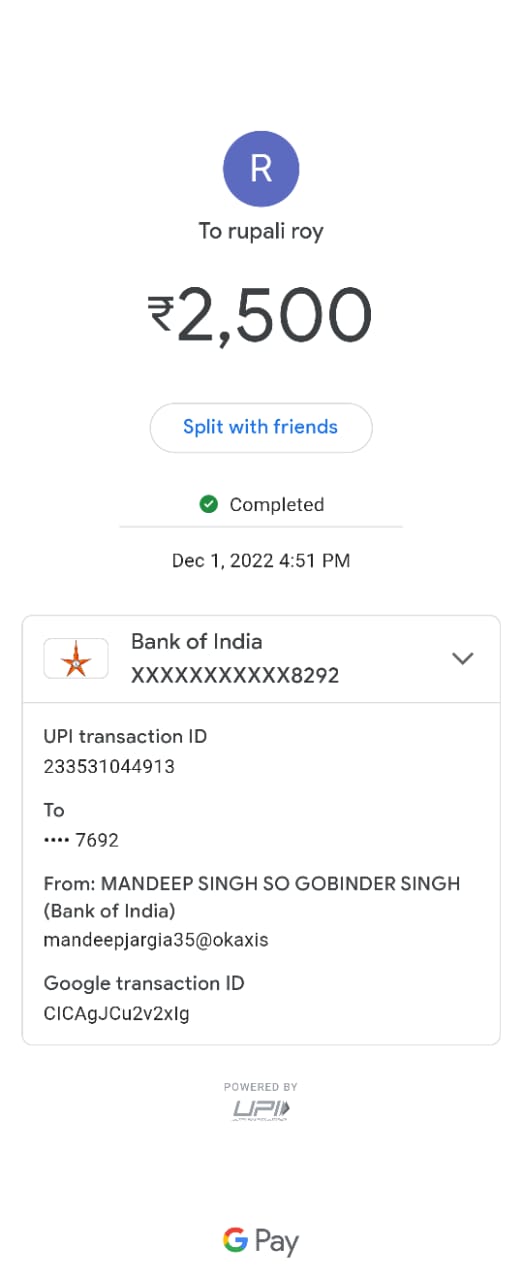 R
To rupali roy
₹2,500
Split with friends
Completed
Dec 1, 2022 4:51 PM
Bank of India
XXXXXXXXXXX8292
UPI transaction ID
233531044913
To
•••• 7692
From: MANDEEP SINGH SO GOBINDER SINGH
(Bank of India)
mandeepjargia35@okaxis
Google transaction ID
CICAgJCu2v2xIg
POWERED BY
UPI
G Pay